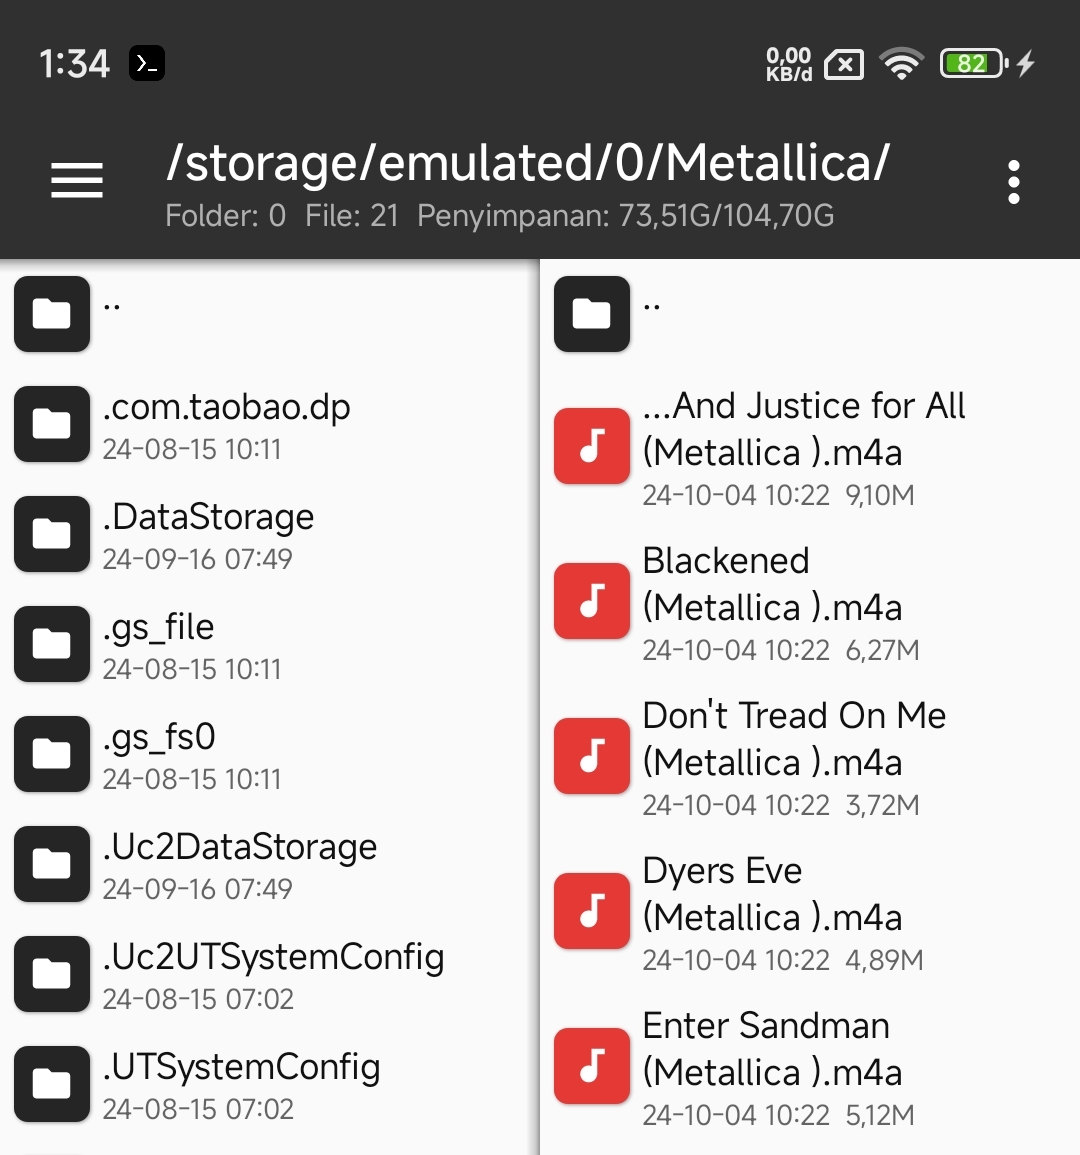 1:34
0,00
KB/d
82
/storage/emulated/0/Metallica/
Folder: 0  File: 21  Penyimpanan: 73,51G/104,70G
..
.com.taobao.dp
24-08-15 10:11
.DataStorage
24-09-16 07:49
.gs_file
24-08-15 10:11
.gs_fs0
24-08-15 10:11
.Uc2DataStorage
24-09-16 07:49
.Uc2UTSystemConfig
24-08-15 07:02
.UTSystemConfig
24-08-15 07:02
..
...And Justice for All
(Metallica ).m4a
24-10-04 10:22  9,10M
Blackened
(Metallica ).m4a
24-10-04 10:22  6,27M
Don't Tread On Me
(Metallica ).m4a
24-10-04 10:22  3,72M
Dyers Eve
(Metallica ).m4a
24-10-04 10:22  4,89M
Enter Sandman
(Metallica ).m4a
24-10-04 10:22  5,12M